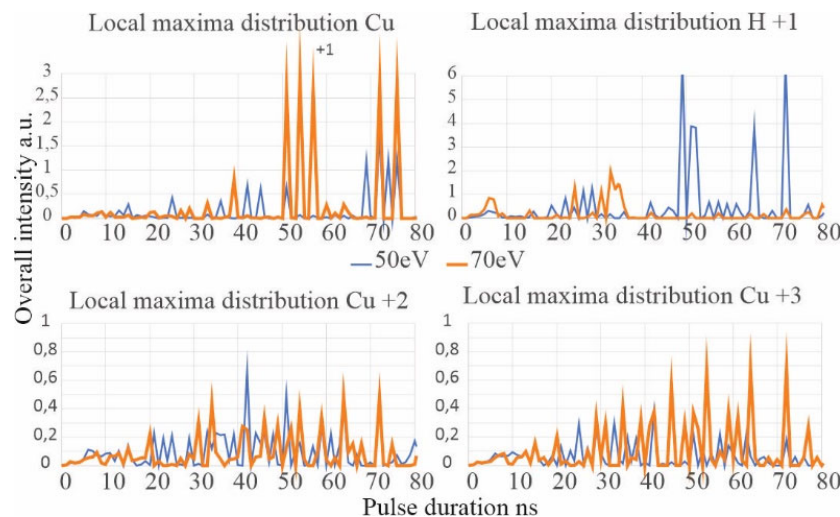 Local maxima distribution Cu
+1
3
2,5
2
1,5
1
0,5
0
0 10 20 30 40 50 60 70 80
Local maxima distribution H +1
6
5
4
3
2
1
0
0 10 20 30 40 50 60 70 80
Overall intensity a.u.
50eV 70eV
Local maxima distribution Cu +2
1
0,8
0,6
0,4
0,2
0
0 10 20 30 40 50 60 70 80
Local maxima distribution Cu +3
1
0,8
0,6
0,4
0,2
0
0 10 20 30 40 50 60 70 80
Pulse duration ns